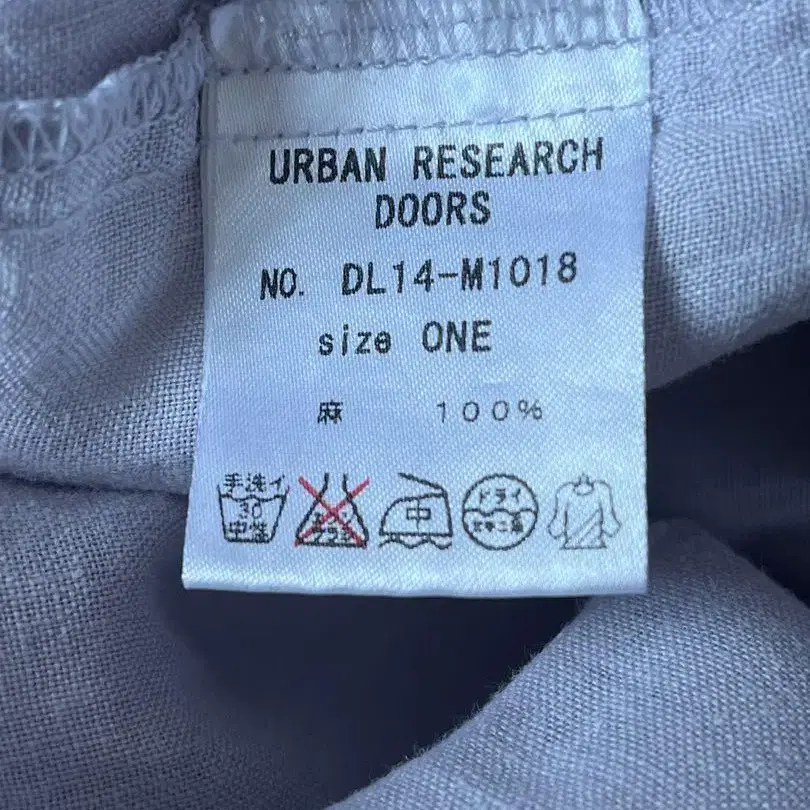 URBAN RESEARCH
DOORS
NO. DL14-M1018
size ONE
麻 100%
手洗イ
30
中性
中
ドライ